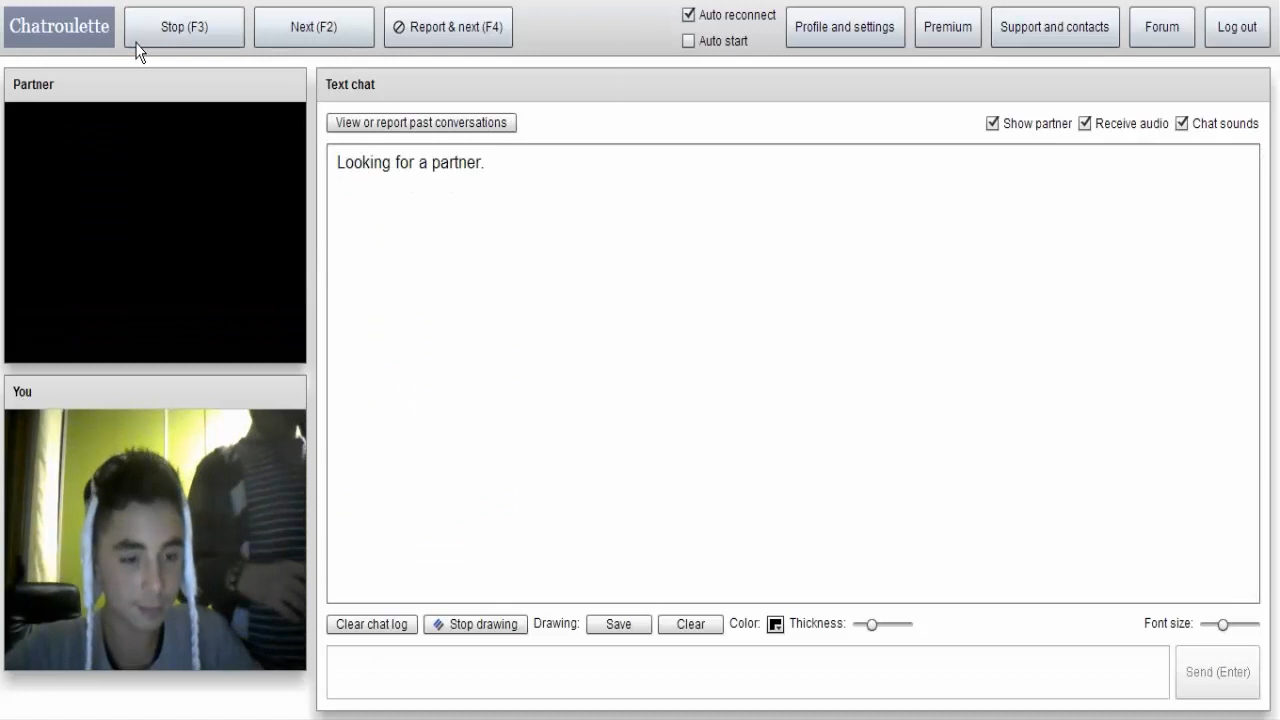 Chatroulette
Stop (F3)
Next (F2)
Report & next (F4)
Auto reconnect
Auto start
Profile and settings
Premium
Support and contacts
Forum
Log out
Partner
Text chat
View or report past conversations
Show partner
Receive audio
Chat sounds
Looking for a partner.
You
Clear chat log
Stop drawing
Drawing:
Save
Clear
Color:
Thickness:
Font size:
Send (Enter)